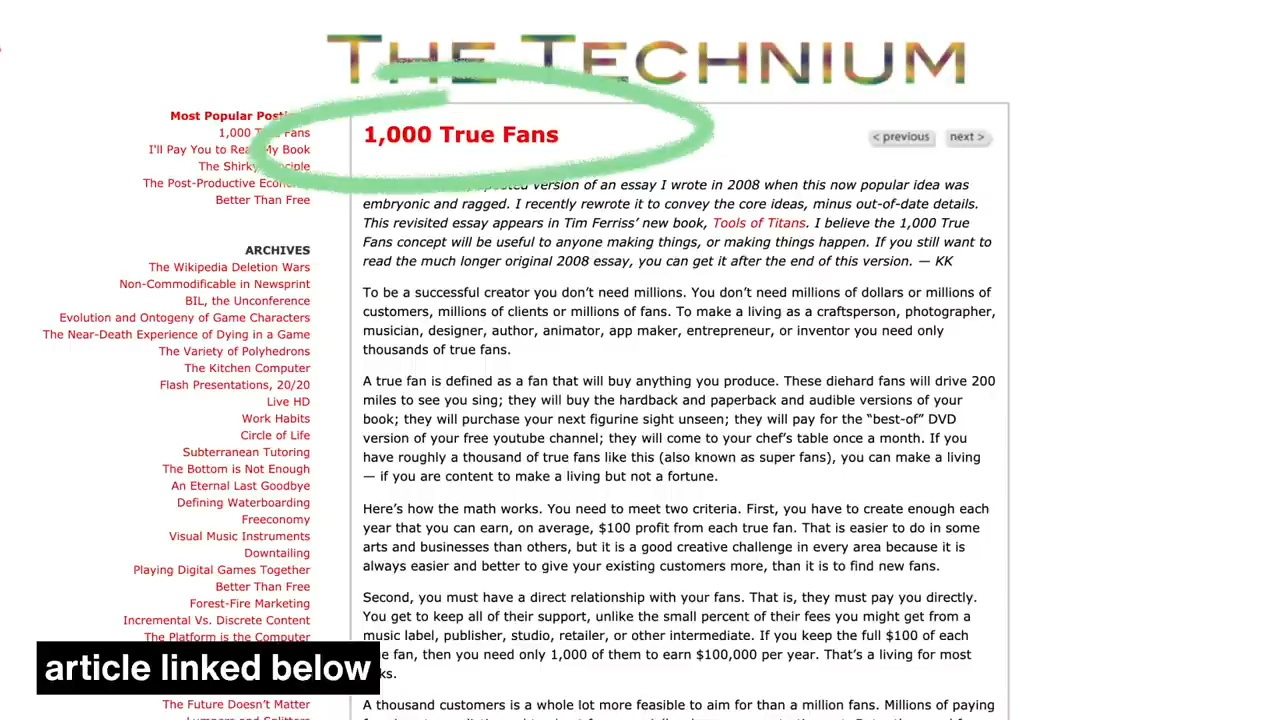 THE TECHNIUM
Most Popular
1,000 Fans
I'll Pay You to My Book
The Shirky
The Post-Productive
Better Than Free
ARCHIVES
The Wikipedia Deletion Wars
Non-Commodificable in Newsprint
BIL, the Unconference
Evolution and Ontogeny of Game Characters
The Near-Death Experience of Dying in a Game
The Variety of Polyhedrons
The Kitchen Computer
Flash Presentations, 20/20
Live HD
Work Habits
Circle of Life
Subterranean Tutoring
The Bottom is Not Enough
An Eternal Last Goodbye
Defining Waterboarding
Freeconomy
Visual Music Instruments
Downtailing
Playing Digital Games Together
Better Than Free
Forest-Fire Marketing
Incremental Vs. Discrete Content
The Platform is the Computer
The Future Doesn't Matter
1,000 True Fans
< previous
next >
version of an essay I wrote in 2008 when this now popular idea was
embryonic and ragged. I recently rewrote it to convey the core ideas, minus out-of-date details.
This revisited essay appears in Tim Ferriss' new book, Tools of Titans. I believe the 1,000 True
Fans concept will be useful to anyone making things, or making things happen. If you still want to
read the much longer original 2008 essay, you can get it after the end of this version. — KK
To be a successful creator you don't need millions. You don't need millions of dollars or millions of
customers, millions of clients or millions of fans. To make a living as a craftsperson, photographer,
musician, designer, author, animator, app maker, entrepreneur, or inventor you need only
thousands of true fans.
A true fan is defined as a fan that will buy anything you produce. These diehard fans will drive 200
miles to see you sing; they will buy the hardback and paperback and audible versions of your
book; they will purchase your next figurine sight unseen; they will pay for the “best-of” DVD
version of your free youtube channel; they will come to your chef's table once a month. If you
have roughly a thousand of true fans like this (also known as super fans), you can make a living
— if you are content to make a living but not a fortune.
Here's how the math works. You need to meet two criteria. First, you have to create enough each
year that you can earn, on average, $100 profit from each true fan. That is easier to do in some
arts and businesses than others, but it is a good creative challenge in every area because it is
always easier and better to give your existing customers more, than it is to find new fans.
Second, you must have a direct relationship with your fans. That is, they must pay you directly.
You get to keep all of their support, unlike the small percent of their fees you might get from a
music label, publisher, studio, retailer, or other intermediate. If you keep the full $100 of each
fan, then you need only 1,000 of them to earn $100,000 per year. That's a living for most
A thousand customers is a whole lot more feasible to aim for than a million fans. Millions of paying
article linked below